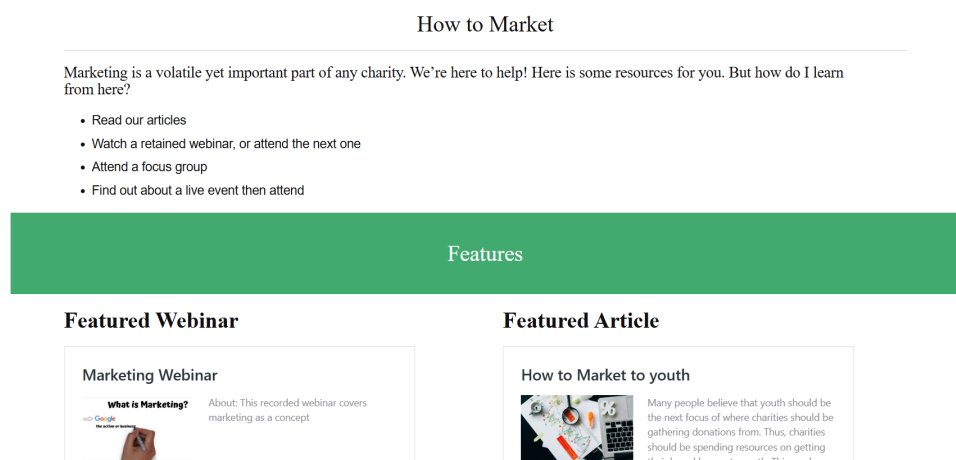 How to Market
Marketing is a volatile yet important part of any charity. We’re here to help! Here is some resources for you. But how do I learn
from here?
• Read our articles
• Watch a retained webinar, or attend the next one
• Attend a focus group
• Find out about a live event then attend
Features
Featured Webinar
Marketing Webinar
What is Marketing?
Google
The action or business
About: This recorded webinar covers
marketing as a concept
Featured Article
How to Market to youth
%
Many people believe that youth should be
the next focus of where charities should be
gathering donations from. Thus, charities
should be spending resources on getting